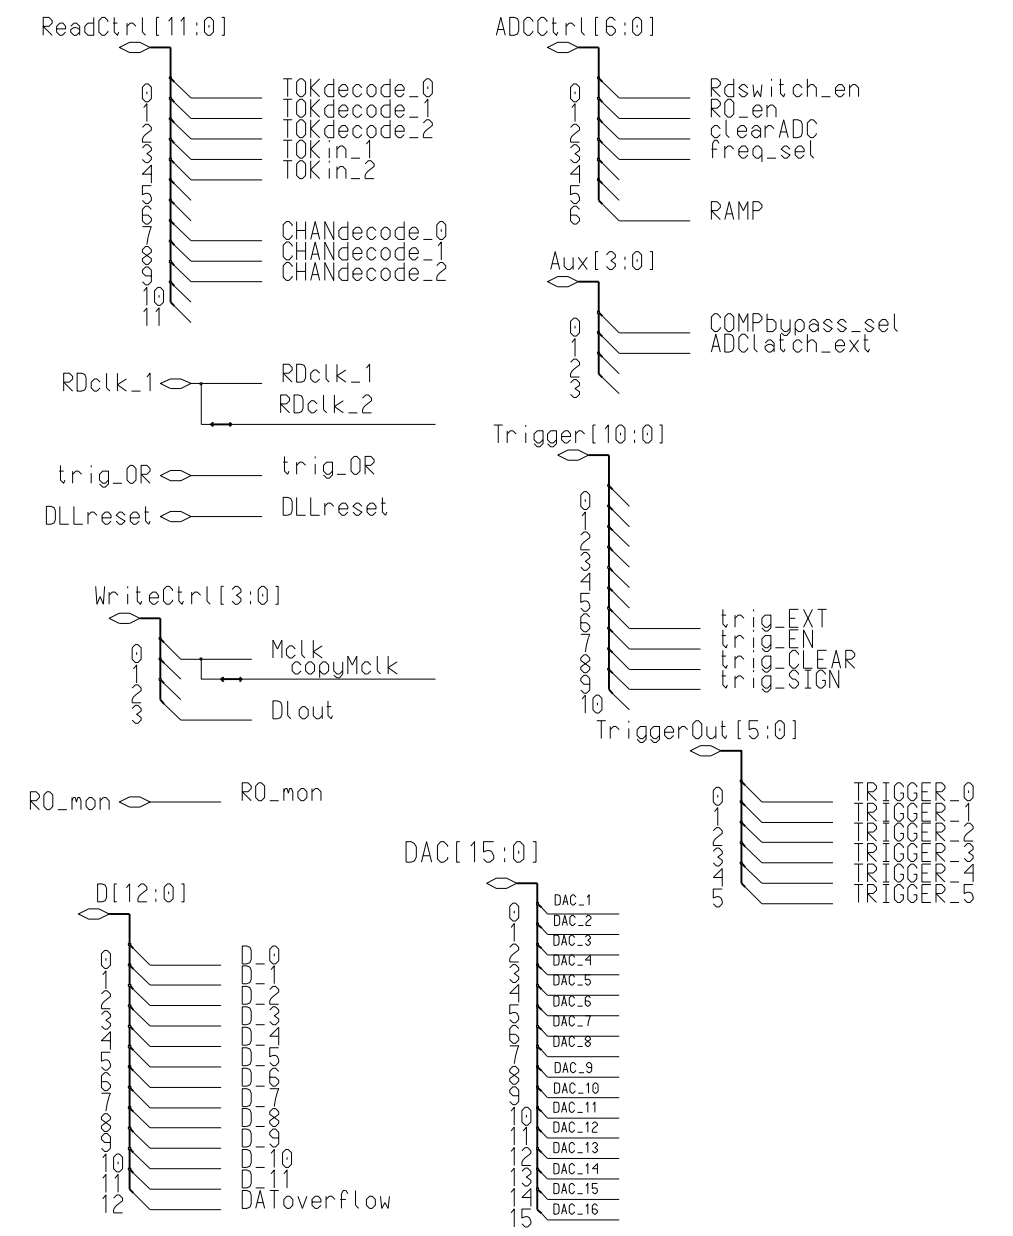 ReadCtrl[11:0]
0 TOKdecode_0
1 TOKdecode_1
2 TOKdecode_2
3 TOKin_1
4 TOKin_2
5
6
7 CHANdecode_0
8 CHANdecode_1
9 CHANdecode_2
10
11
RDclk_1 RDclk_1
RDclk_2
trig_OR trig_OR
DLLreset DLLreset
WriteCtrl[3:0]
0 Mclk
copyMclk
1
2
3 Dlout
RO_mon RO_mon
D[12:0]
0 D_0
1 D_1
2 D_2
3 D_3
4 D_4
5 D_5
6 D_6
7 D_7
8 D_8
9 D_9
10 D_10
11 D_11
12 DAToverflow
ADCCtrl[6:0]
0 Rdswitch_en
1 RO_en
2 clearADC
3 freq_sel
4
5
6 RAMP
Aux[3:0]
0 COMPbypass_sel
1 ADClatch_ext
2
3
Trigger[10:0]
0
1
2
3
4
5
6 trig_EXT
7 trig_EN
8 trig_CLEAR
9 trig_SIGN
10
TriggerOut[5:0]
0 TRIGGER_0
1 TRIGGER_1
2 TRIGGER_2
3 TRIGGER_3
4 TRIGGER_4
5 TRIGGER_5
DAC[15:0]
0 DAC_1
1 DAC_2
2 DAC_3
3 DAC_4
4 DAC_5
5 DAC_6
6 DAC_7
7 DAC_8
8 DAC_9
9 DAC_10
10 DAC_11
11 DAC_12
12 DAC_13
13 DAC_14
14 DAC_15
15 DAC_16